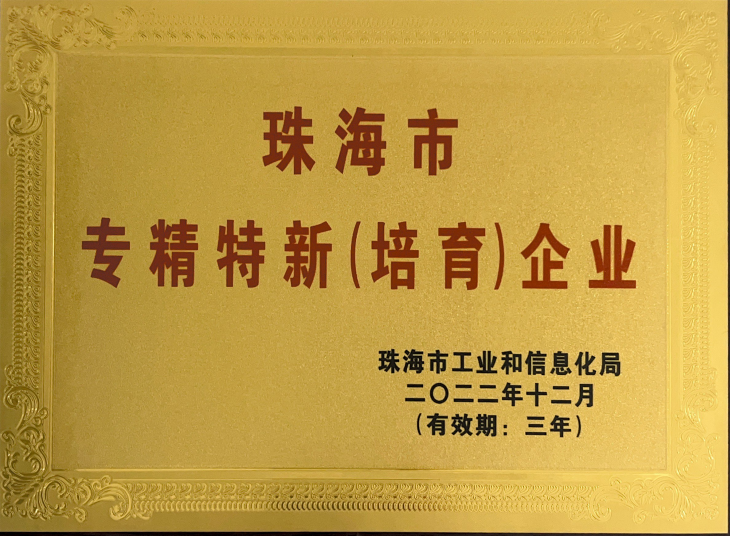 珠海市
专精特新(培育)企业
珠海市工业和信息化局
二〇二二年十二月
(有效期：三年)